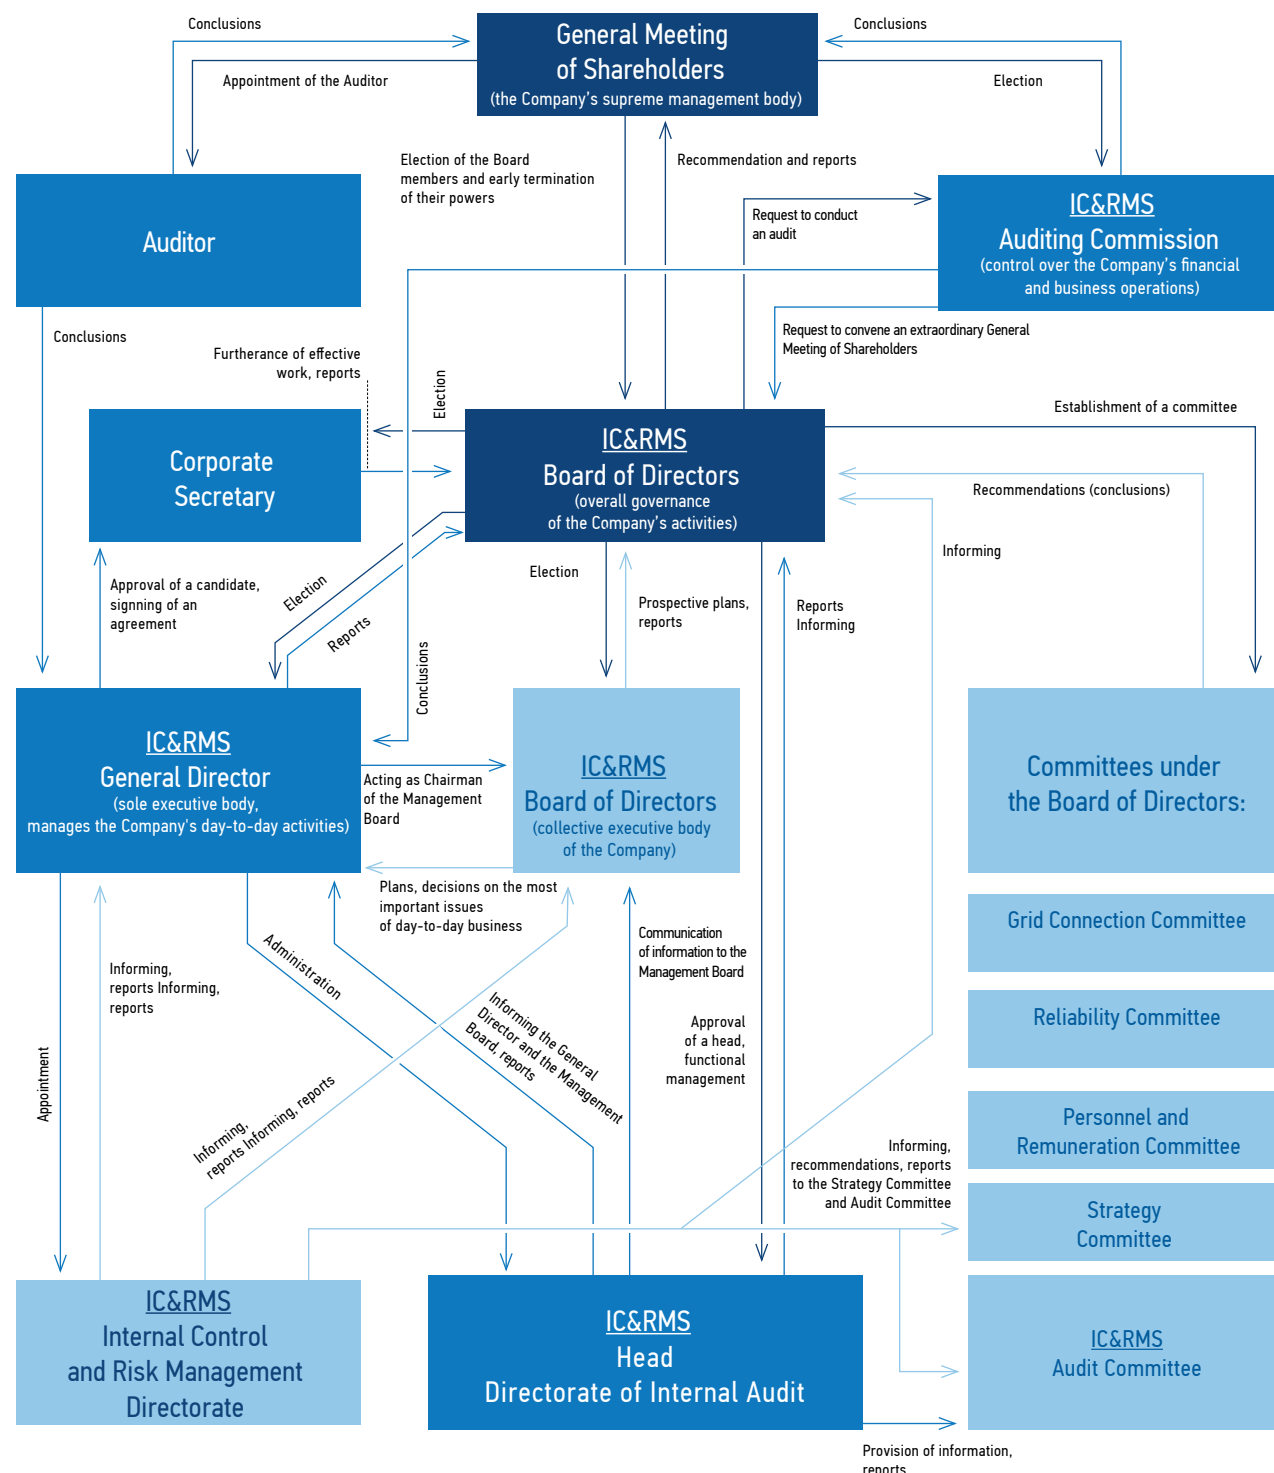 Conclusions
General Meeting
of Shareholders
(the Company's supreme management body)
Conclusions
Appointment of the Auditor
Election
Election of the Board
members and early termination
of their powers
Recommendation and reports
Auditor
Request to conduct
an audit
IC&RMS
Auditing Commission
(control over the Company's financial
and business operations)
Conclusions
Furtherance of effective
work, reports
Request to convene an extraordinary General
Meeting of Shareholders
Election
Establishment of a committee
Corporate
Secretary
IC&RMS
Board of Directors
(overall governance
of the Company's activities)
Recommendations (conclusions)
Informing
Approval of a candidate,
signning of an
agreement
Election
Reports
Election
Prospective plans,
reports
Reports
Informing
Conclusions
IC&RMS
General Director
(sole executive body,
manages the Company's day-to-day activities)
Acting as Chairman
of the Management
Board
IC&RMS
Board of Directors
(collective executive body
of the Company)
Committees under
the Board of Directors:
Plans, decisions on the most
important issues
of day-to-day business
Grid Connection Committee
Informing,
reports Informing,
reports
Administration
Communication
of information to the
Management Board
Reliability Committee
Informing the General
Director and the Management
Board, reports
Approval
of a head,
functional
management
Appointment
Informing,
reports Informing, reports
Personnel and
Remuneration Committee
Informing,
recommendations, reports
to the Strategy Committee
and Audit Committee
Strategy
Committee
IC&RMS
Internal Control
and Risk Management
Directorate
IC&RMS
Head
Directorate of Internal Audit
IC&RMS
Audit Committee
Provision of information,
reports